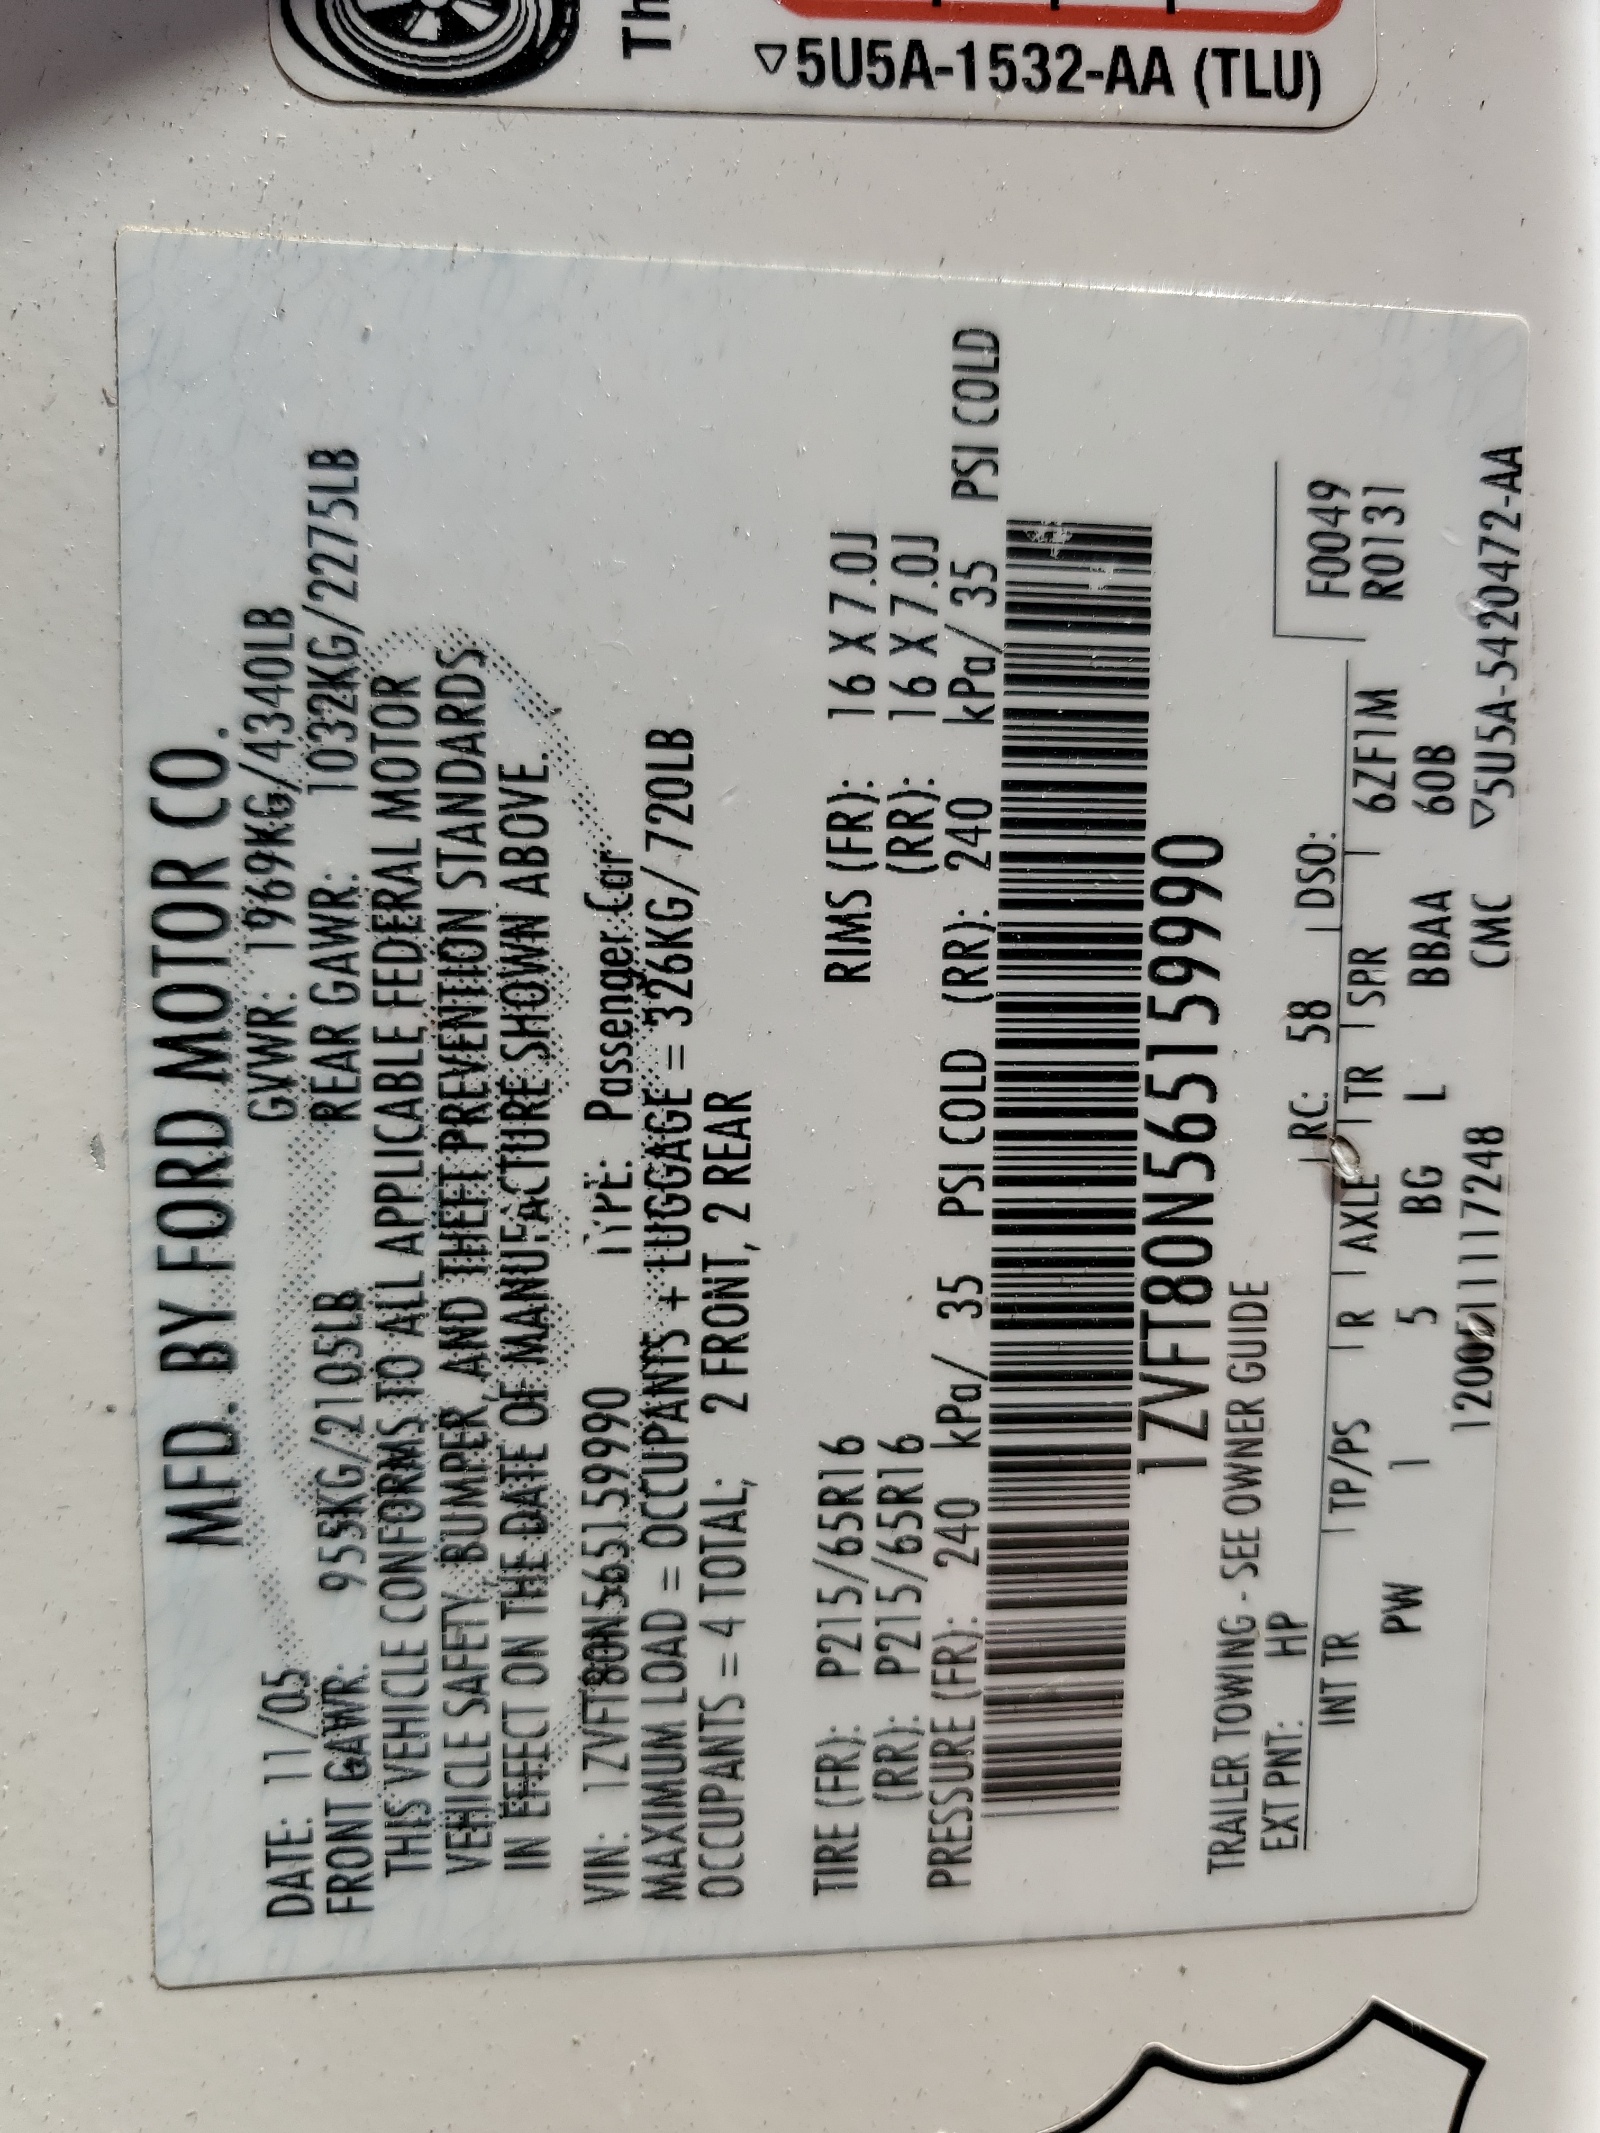 MFD. BY FORD MOTOR CO.
DATE: 11/05 GVWR: 1969KG/4340LB
FRONT GAWR: 955KG/2105LB REAR GAWR: 1032KG/2275LB
THIS VEHICLE CONFORMS TO ALL APPLICABLE FEDERAL MOTOR
VEHICLE SAFETY, BUMPER, AND THEFT PREVENTION STANDARDS
IN EFFECT ON THE DATE OF MANUFACTURE SHOWN ABOVE.
VIN: 1ZVFT80N565159990 TYPE: Passenger Car
MAXIMUM LOAD = OCCUPANTS + LUGGAGE = 326KG/720LB
OCCUPANTS = 4 TOTAL; 2 FRONT, 2 REAR
TIRE (FR): P215/65R16 RIMS (FR): 16 X 7.0J
(RR): P215/65R16 (RR): 16 X 7.0J
PRESSURE (FR): 240 kPa/ 35 PSI COLD (RR): 240 kPa/ 35 PSI COLD
1ZVFT80N565159990
TRAILER TOWING - SEE OWNER GUIDE
EXT PNT: HP RC: 58 DSO: F0049
R0131
INT TR TP/PS R AXLE TR SPR 6ZF1M
PW 1 5 BG L BBAA 60B
CMC ▽5U5A-5420472-AA
▽5U5A-1532-AA (TLU)